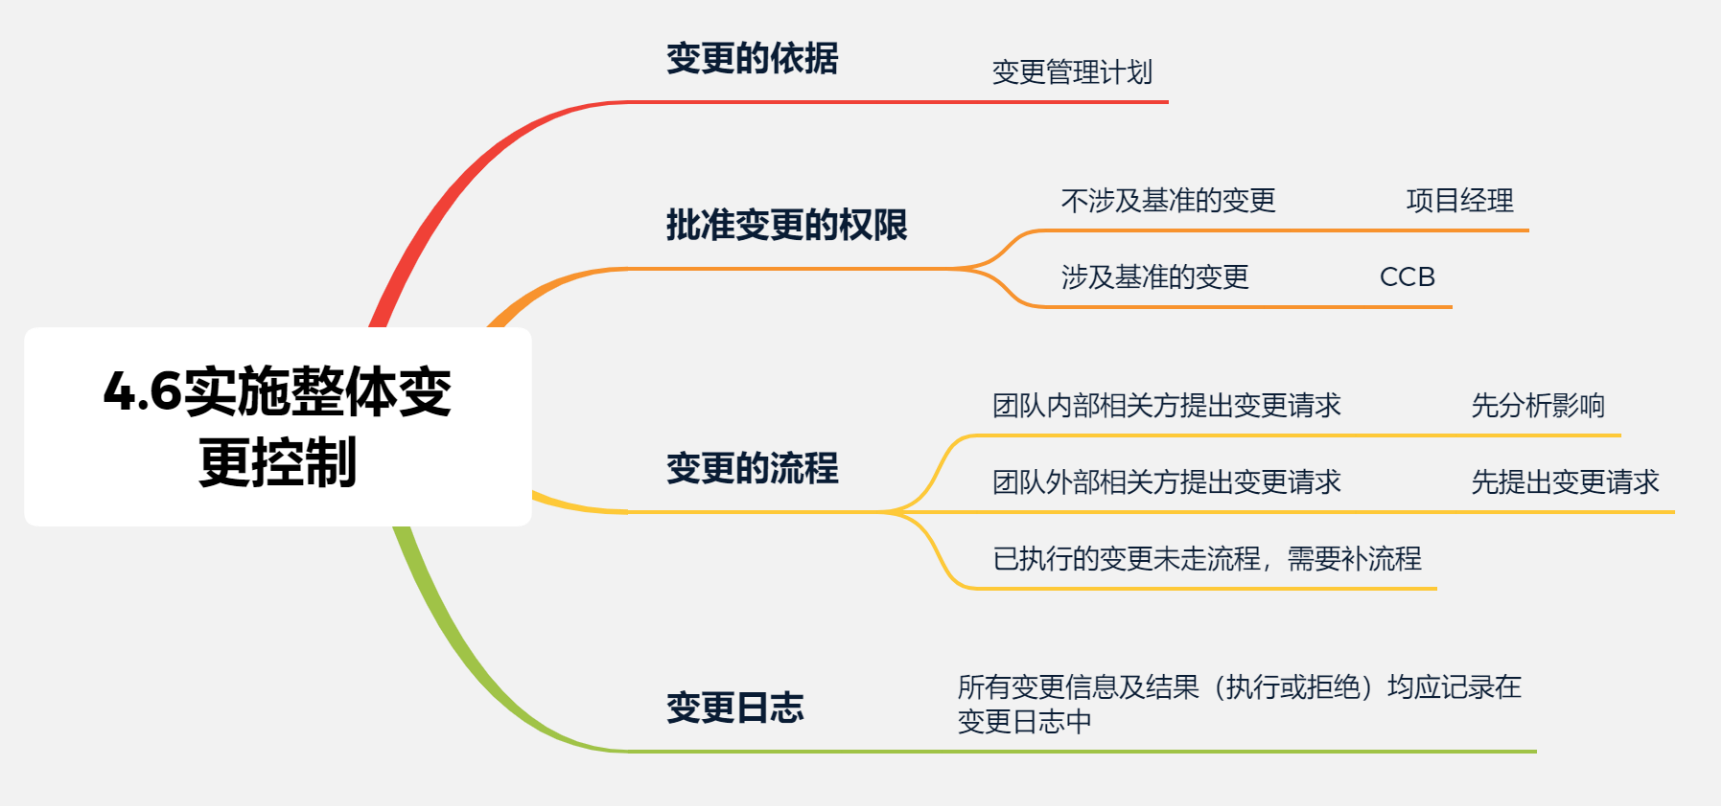 4.6实施整体变
更控制
变更的依据
变更管理计划
批准变更的权限
不涉及基准的变更
项目经理
涉及基准的变更
CCB
变更的流程
团队内部相关方提出变更请求
先分析影响
团队外部相关方提出变更请求
先提出变更请求
已执行的变更未走流程，需要补流程
变更日志
所有变更信息及结果（执行或拒绝）均应记录在
变更日志中